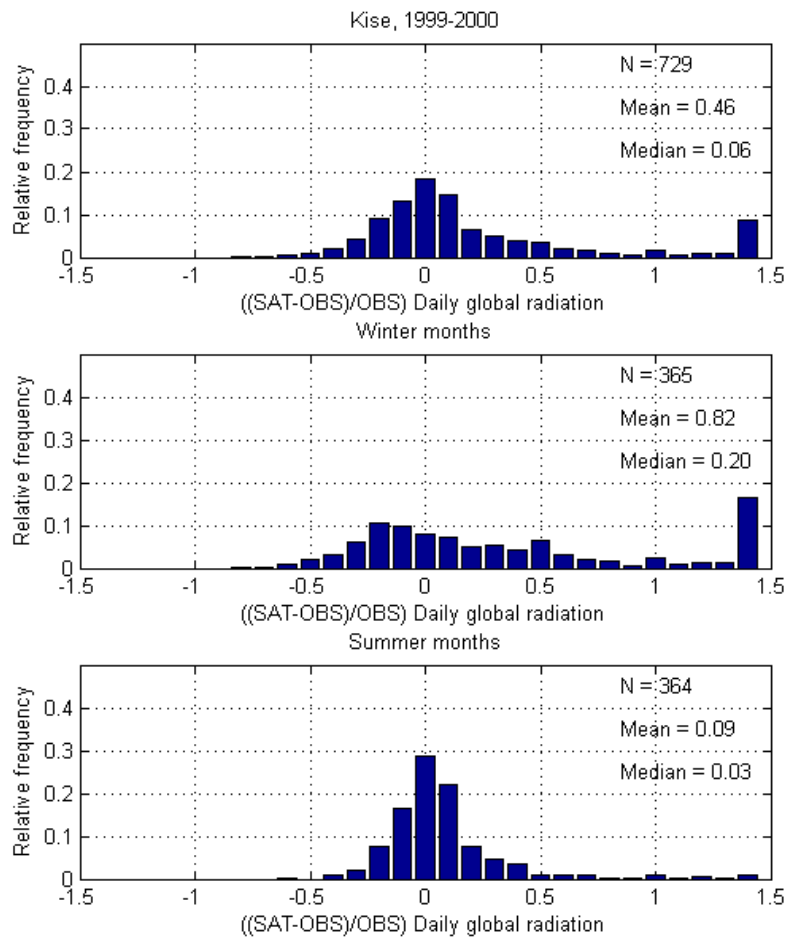 Kise, 1999-2000
N = 729
Mean = 0.46
Median = 0.06
Relative frequency
0.4
0.3
0.2
0.1
0
-1.5 -1 -0.5 0 0.5 1 1.5
((SAT-OBS)/OBS) Daily global radiation
Winter months
N = 365
Mean = 0.82
Median = 0.20
Relative frequency
0.4
0.3
0.2
0.1
0
-1.5 -1 -0.5 0 0.5 1 1.5
((SAT-OBS)/OBS) Daily global radiation
Summer months
N = 364
Mean = 0.09
Median = 0.03
Relative frequency
0.4
0.3
0.2
0.1
0
-1.5 -1 -0.5 0 0.5 1 1.5
((SAT-OBS)/OBS) Daily global radiation